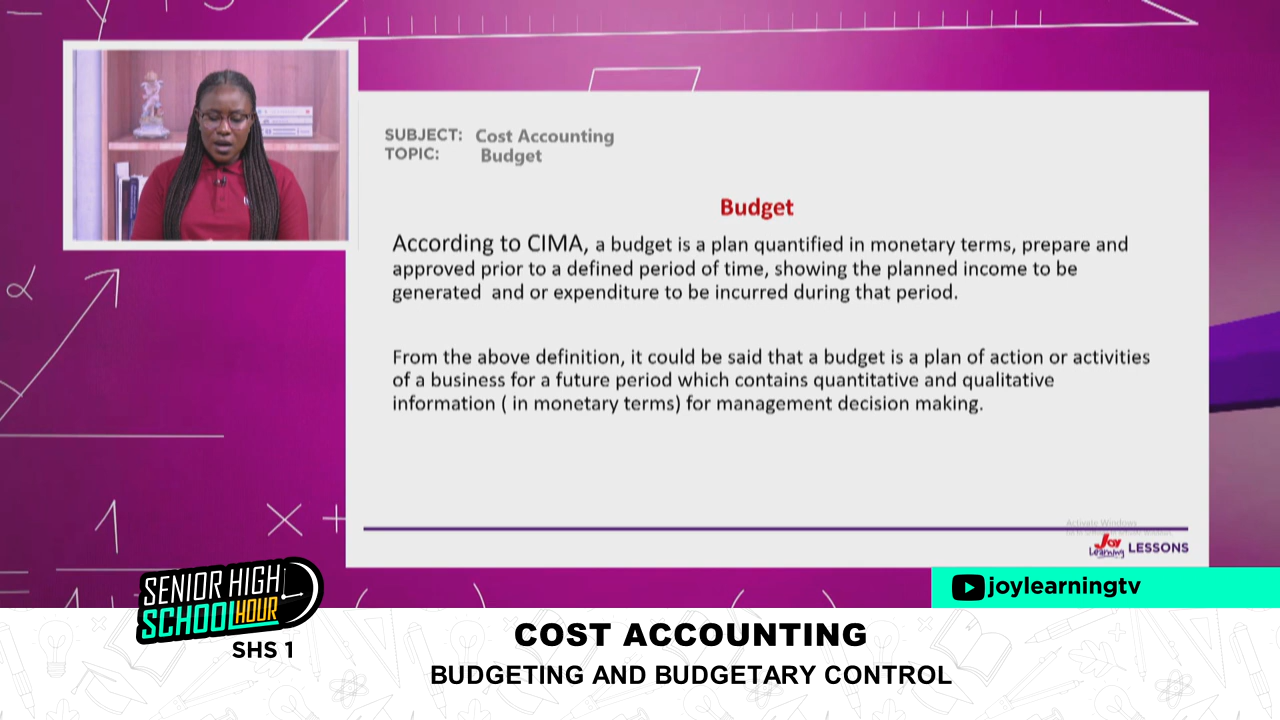 SUBJECT: Cost Accounting
TOPIC: Budget
Budget
According to CIMA, a budget is a plan quantified in monetary terms, prepare and
approved prior to a defined period of time, showing the planned income to be
generated and or expenditure to be incurred during that period.
From the above definition, it could be said that a budget is a plan of action or activities
of a business for a future period which contains quantitative and qualitative
information ( in monetary terms) for management decision making.
Activate Windows
Joy
Learning LESSONS
joylearningtv
SENIOR HIGH
SCHOOL HOUR
SHS 1
COST ACCOUNTING
BUDGETING AND BUDGETARY CONTROL
α
1
X +